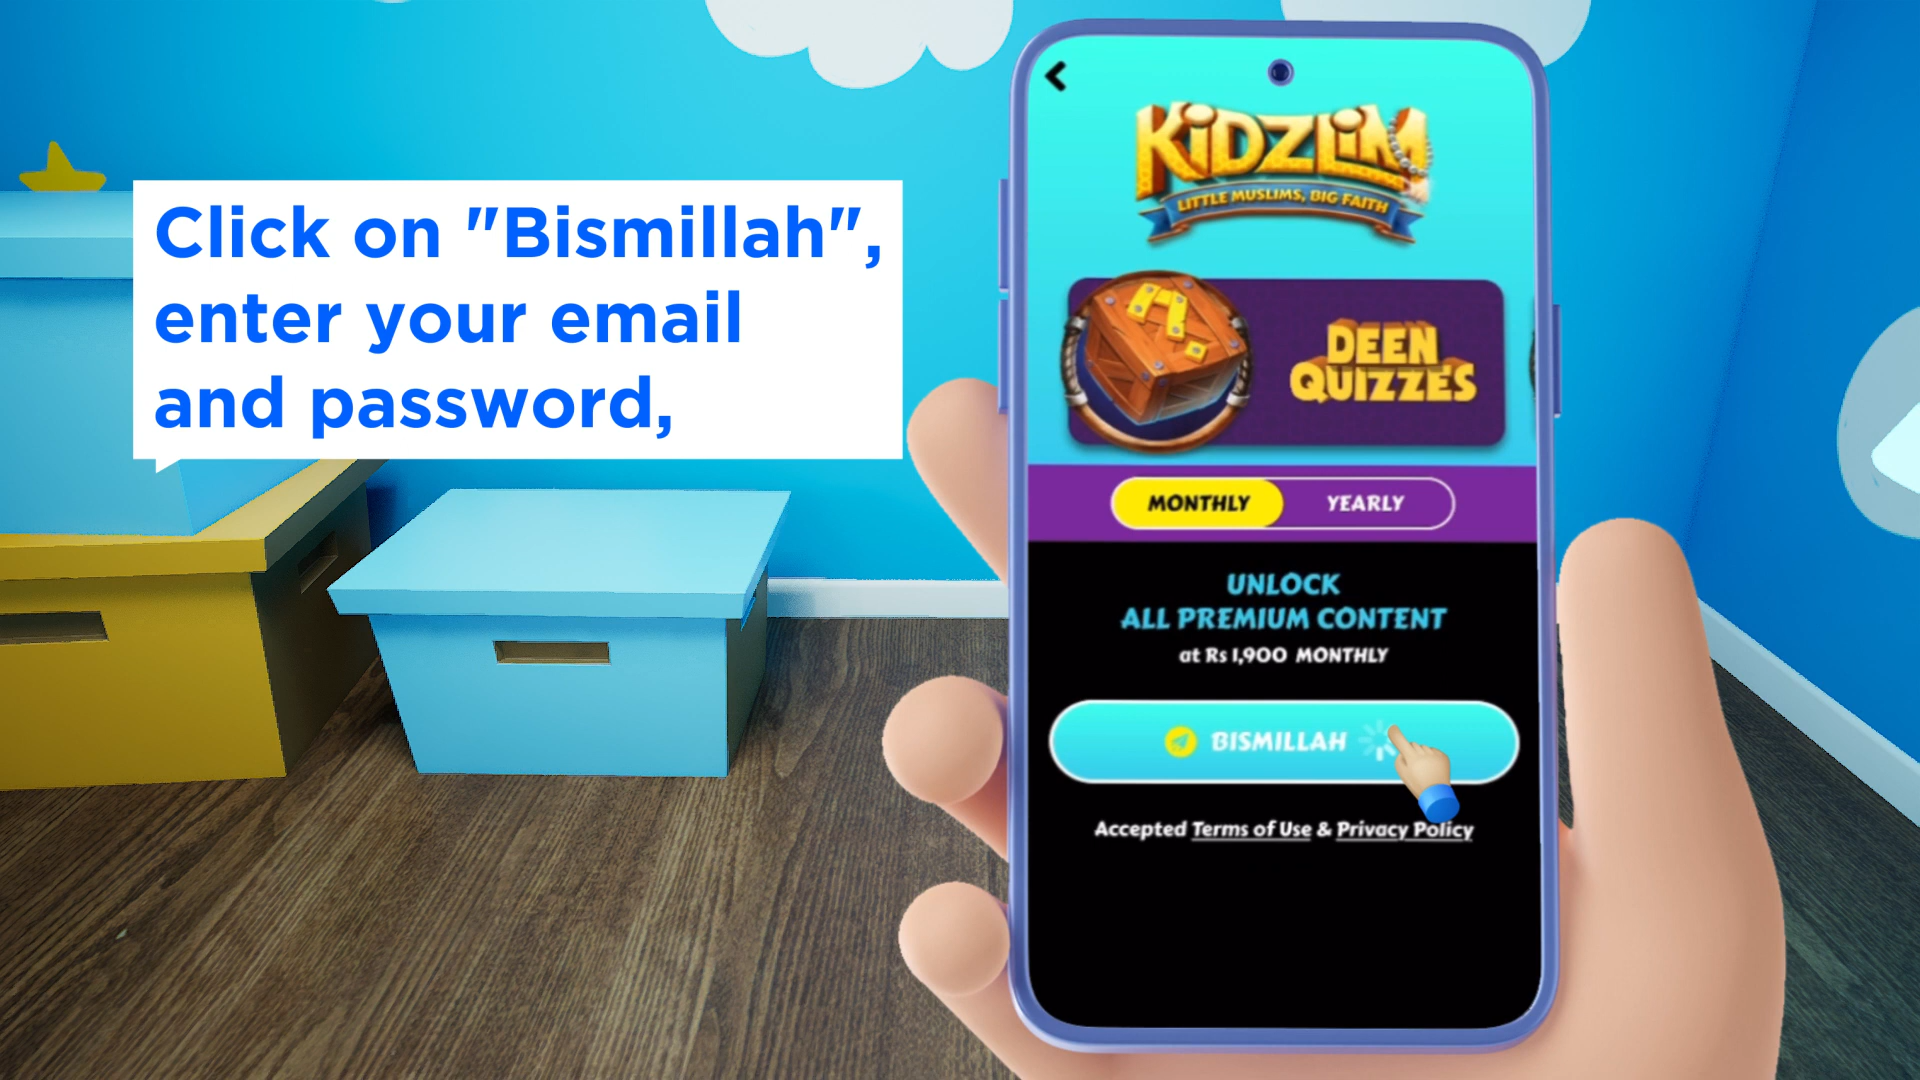 Click on "Bismillah",
enter your email
and password,
KiDZLiM
LITTLE MUSLIMS, BIG FAITH
DEEN
QUIZZES
MONTHLY YEARLY
UNLOCK
ALL PREMIUM CONTENT
at Rs 1,900 MONTHLY
BISMILLAH
Accepted Terms of Use & Privacy Policy